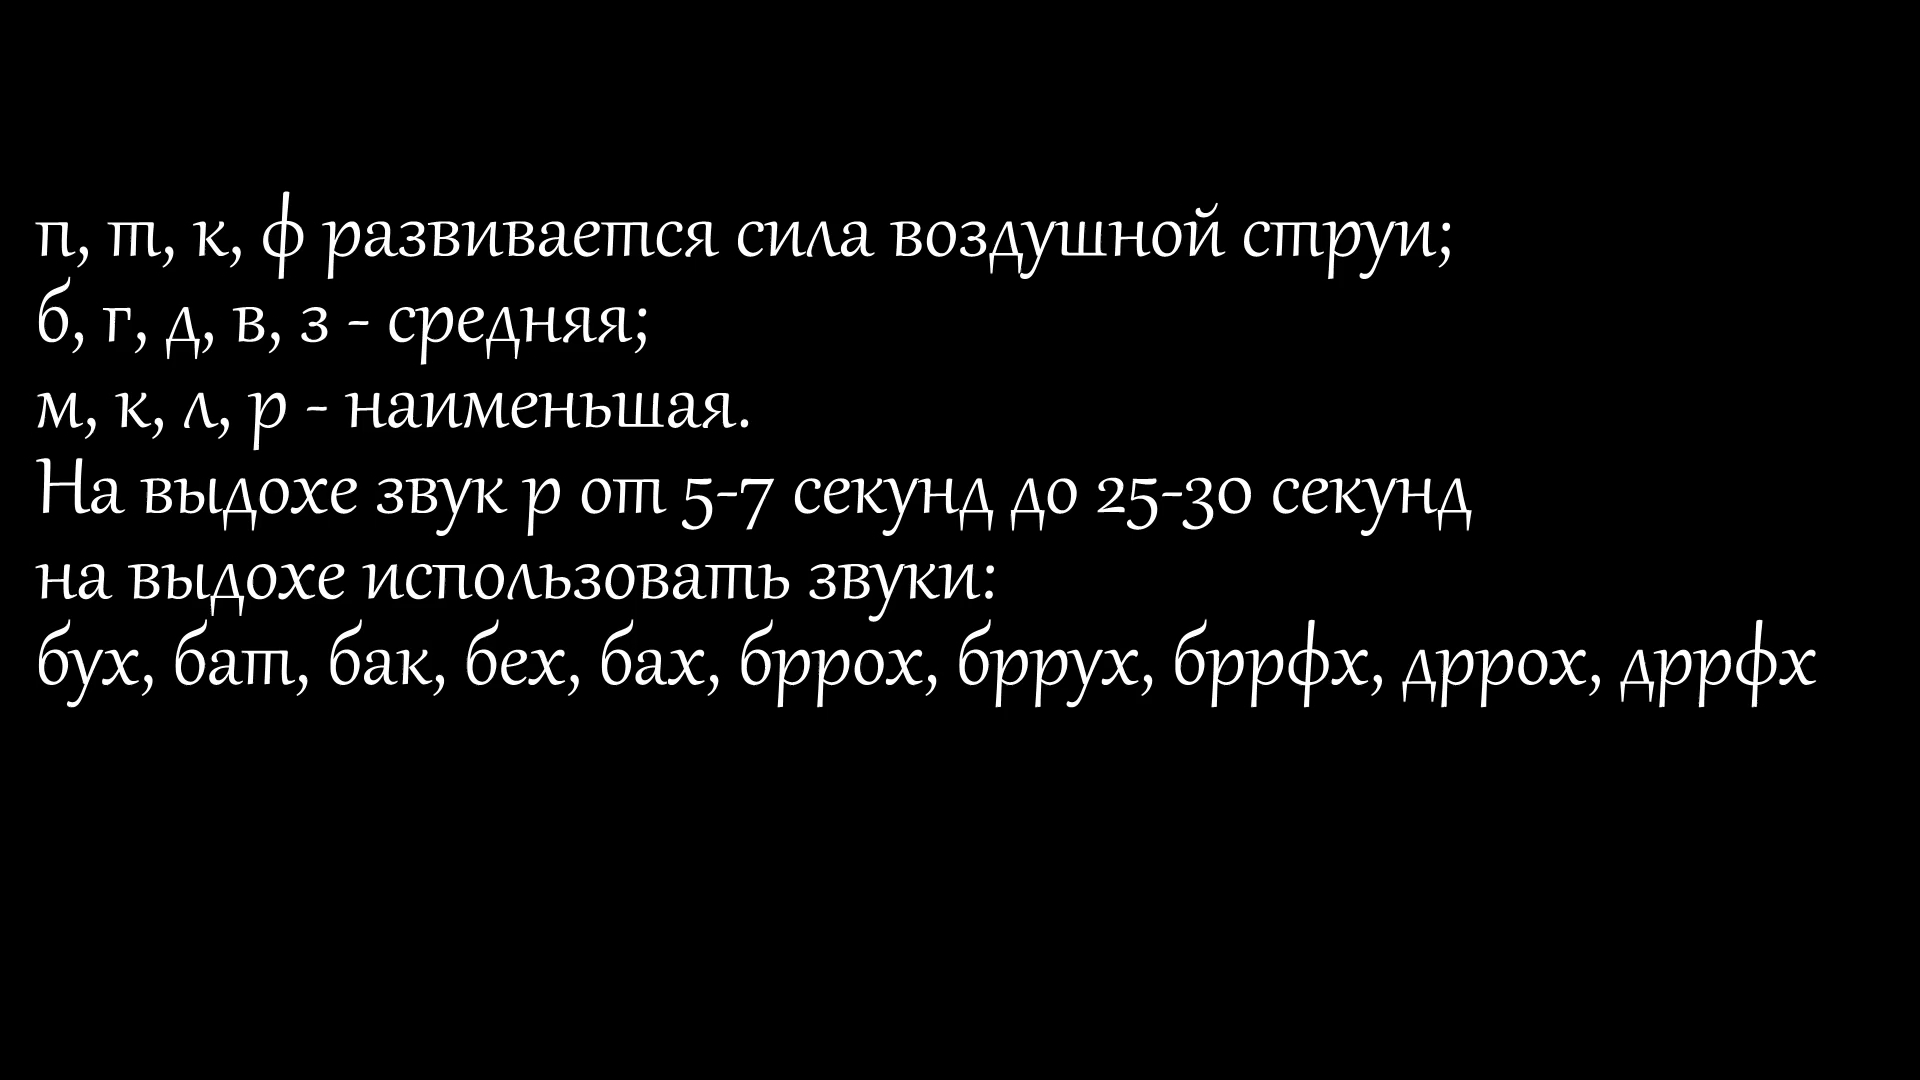 п, т, к, ф развивается сила воздушной струи;
б, г, д, в, з - средняя;
м, к, л, р - наименьшая.
На выдохе звук р от 5-7 секунд до 25-30 секунд
на выдохе использовать звуки:
бух, бат, бак, бех, бах, бррох, бррух, бррфх, дррох, дррфх